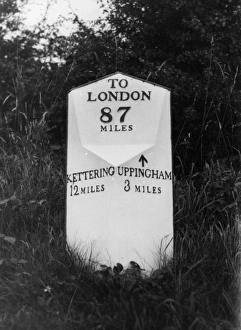 TO
LONDON
87
MILES
KETTERING UPPINGHAM
12 MILES 3 MILES